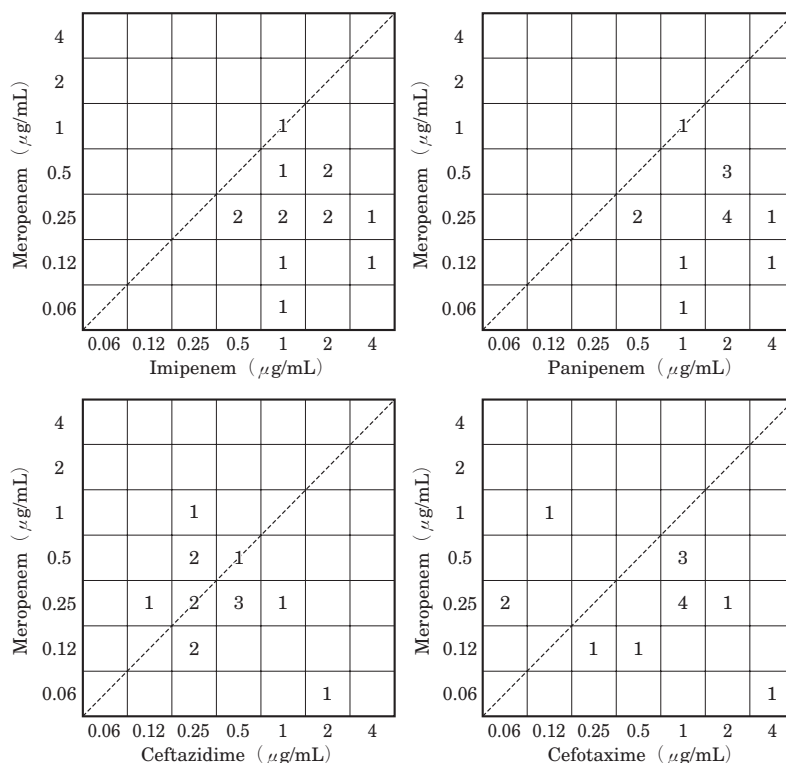 4
2
1 1
0.5 1 2
0.25 2 2 2 1
0.12 1 1
0.06 1
0.06 0.12 0.25 0.5 1 2 4
Meropenem (μg/mL)
Imipenem (μg/mL)
4
2
1 1
0.5 3
0.25 2 4 1
0.12 1 1
0.06 1
0.06 0.12 0.25 0.5 1 2 4
Meropenem (μg/mL)
Panipenem (μg/mL)
4
2
1 1
0.5 2 1
0.25 1 2 3 1
0.12 2
0.06 1
0.06 0.12 0.25 0.5 1 2 4
Meropenem (μg/mL)
Ceftazidime (μg/mL)
4
2
1 1
0.5 3
0.25 2 4 1
0.12 1 1
0.06 1
0.06 0.12 0.25 0.5 1 2 4
Meropenem (μg/mL)
Cefotaxime (μg/mL)